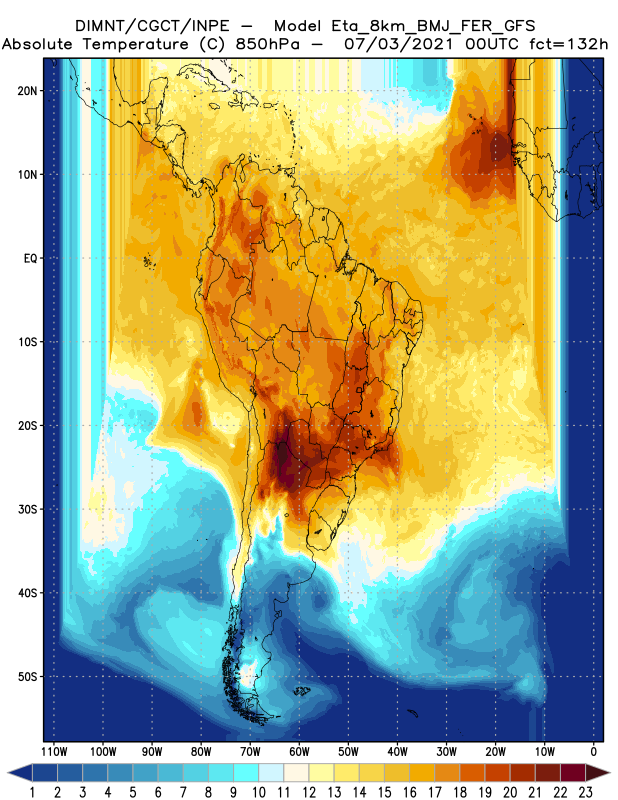 DIMNT/CGCT/INPE – Model Eta_8km_BMJ_FER_GFS
Absolute Temperature (C) 850hPa – 07/03/2021 00UTC fct=132h
20N
10N
EQ
10S
20S
30S
40S
50S
110W 100W 90W 80W 70W 60W 50W 40W 30W 20W 10W 0
1 2 3 4 5 6 7 8 9 10 11 12 13 14 15 16 17 18 19 20 21 22 23